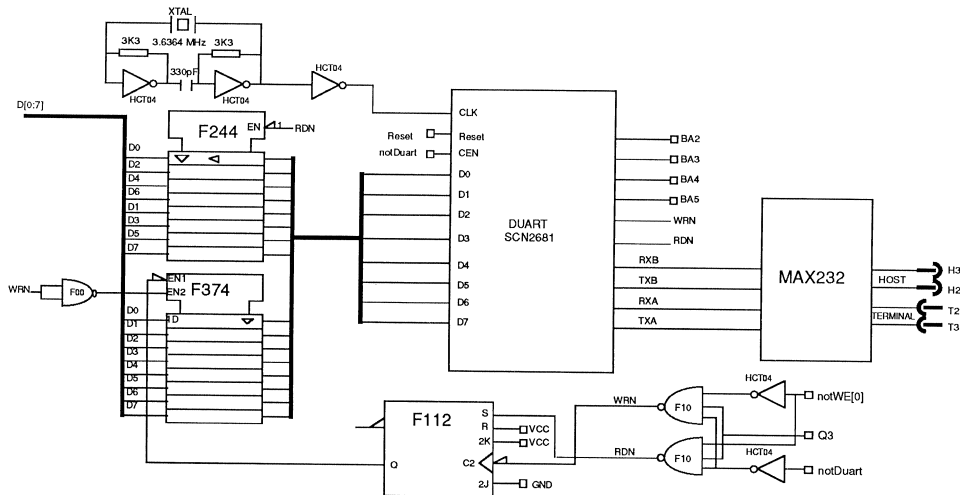 XTAL
3K3
3.6364 MHz
3K3
330pF
HCT04
HCT04
HCT04
D[0:7]
F244
EN
11
RDN
D0
D2
D4
D6
D1
D3
D5
D7
CLK
Reset
Reset
notDuart
CEN
D0
D1
D2
D3
D4
D5
D6
D7
DUART
SCN2681
BA2
BA3
BA4
BA5
WRN
RDN
RXB
TXB
RXA
TXA
MAX232
HOST
TERMINAL
H3
H2
T2
T3
WRN
F00
EN1
EN2
F374
1D
D0
D1
D2
D3
D4
D5
D6
D7
F112
S
R
2K
C2
2J
Q
VCC
VCC
GND
WRN
RDN
F10
F10
HCT04
HCT04
notWE[0]
Q3
notDuart